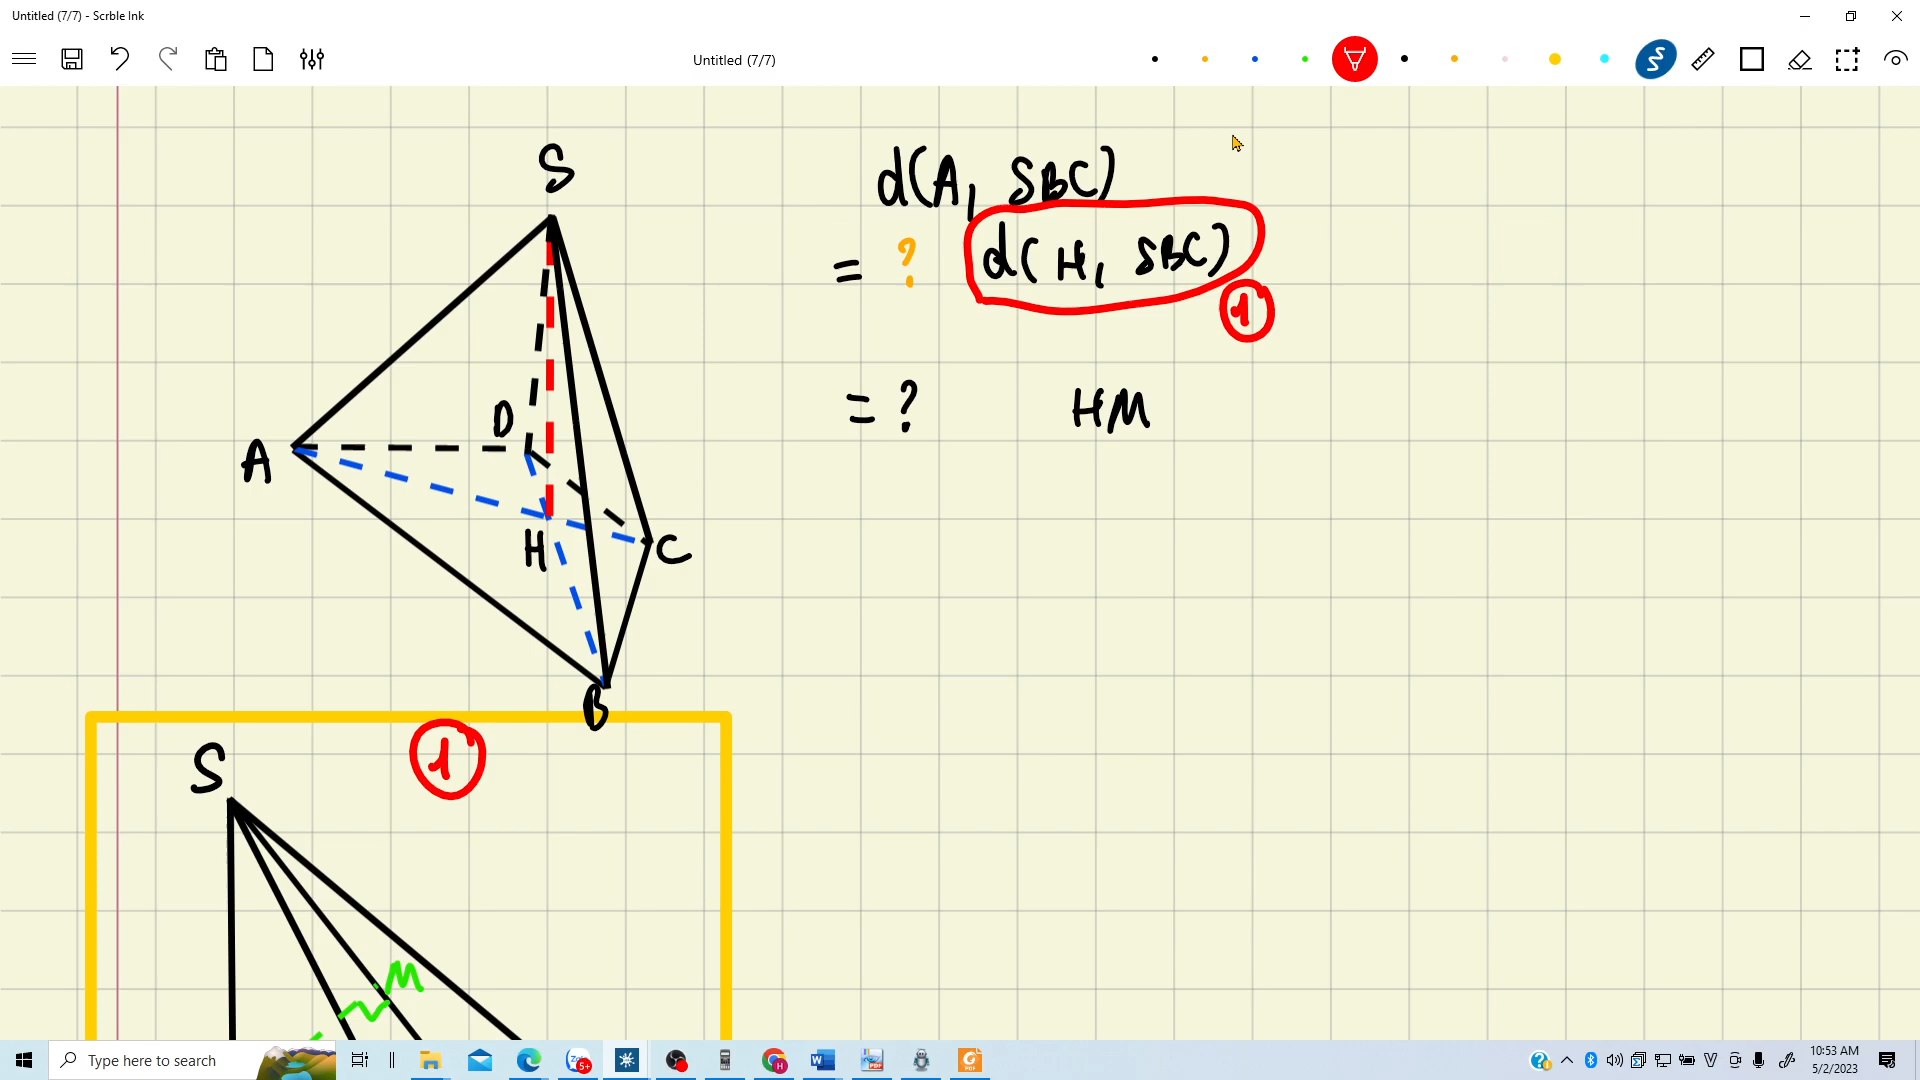 Untitled (7/7) - Scrble Ink
Untitled (7/7)
S
d(A, SBC)
= ? d(H, SBC)
1
= ? HM
D
A
H
C
B
1
S
M
Type here to search
5+
10:53 AM
5/2/2023